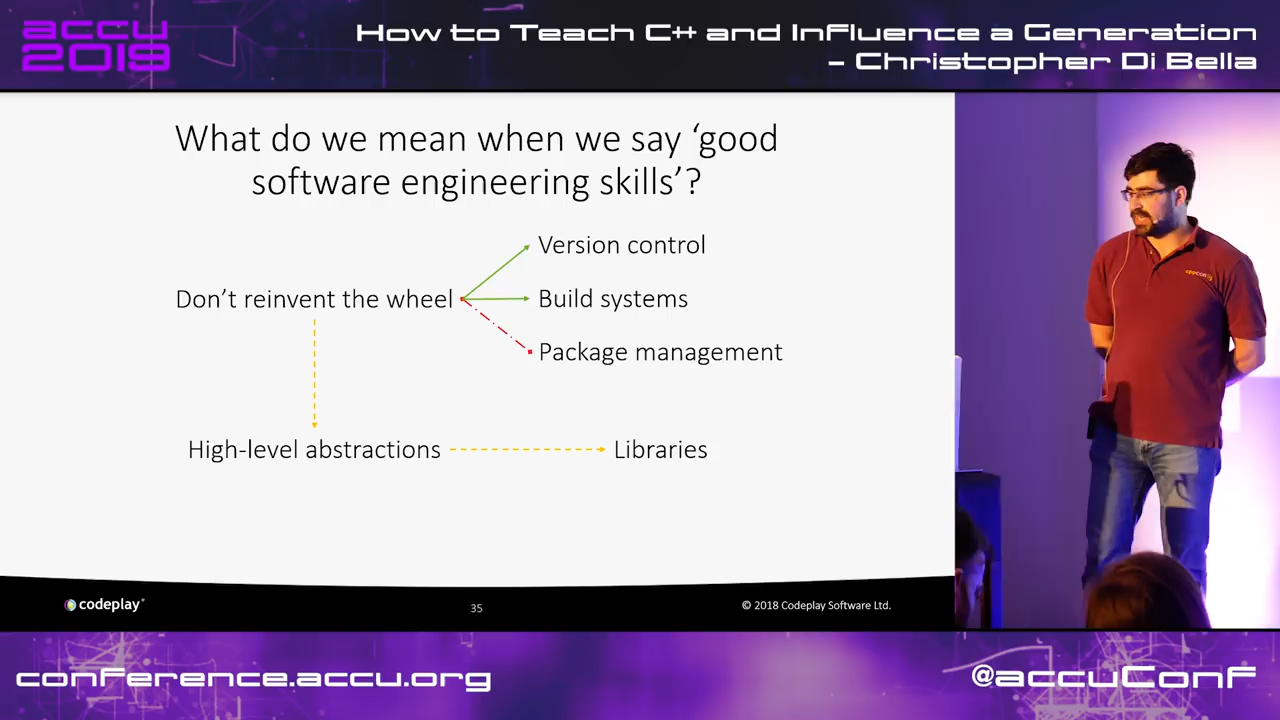 accu
2019
How to Teach C++ and Influence a Generation
– Christopher Di Bella
What do we mean when we say ‘good
software engineering skills’?
Version control
Don’t reinvent the wheel
Build systems
Package management
High-level abstractions
Libraries
codeplay®
35
© 2018 Codeplay Software Ltd.
cppcon
conference.accu.org
@accuConf